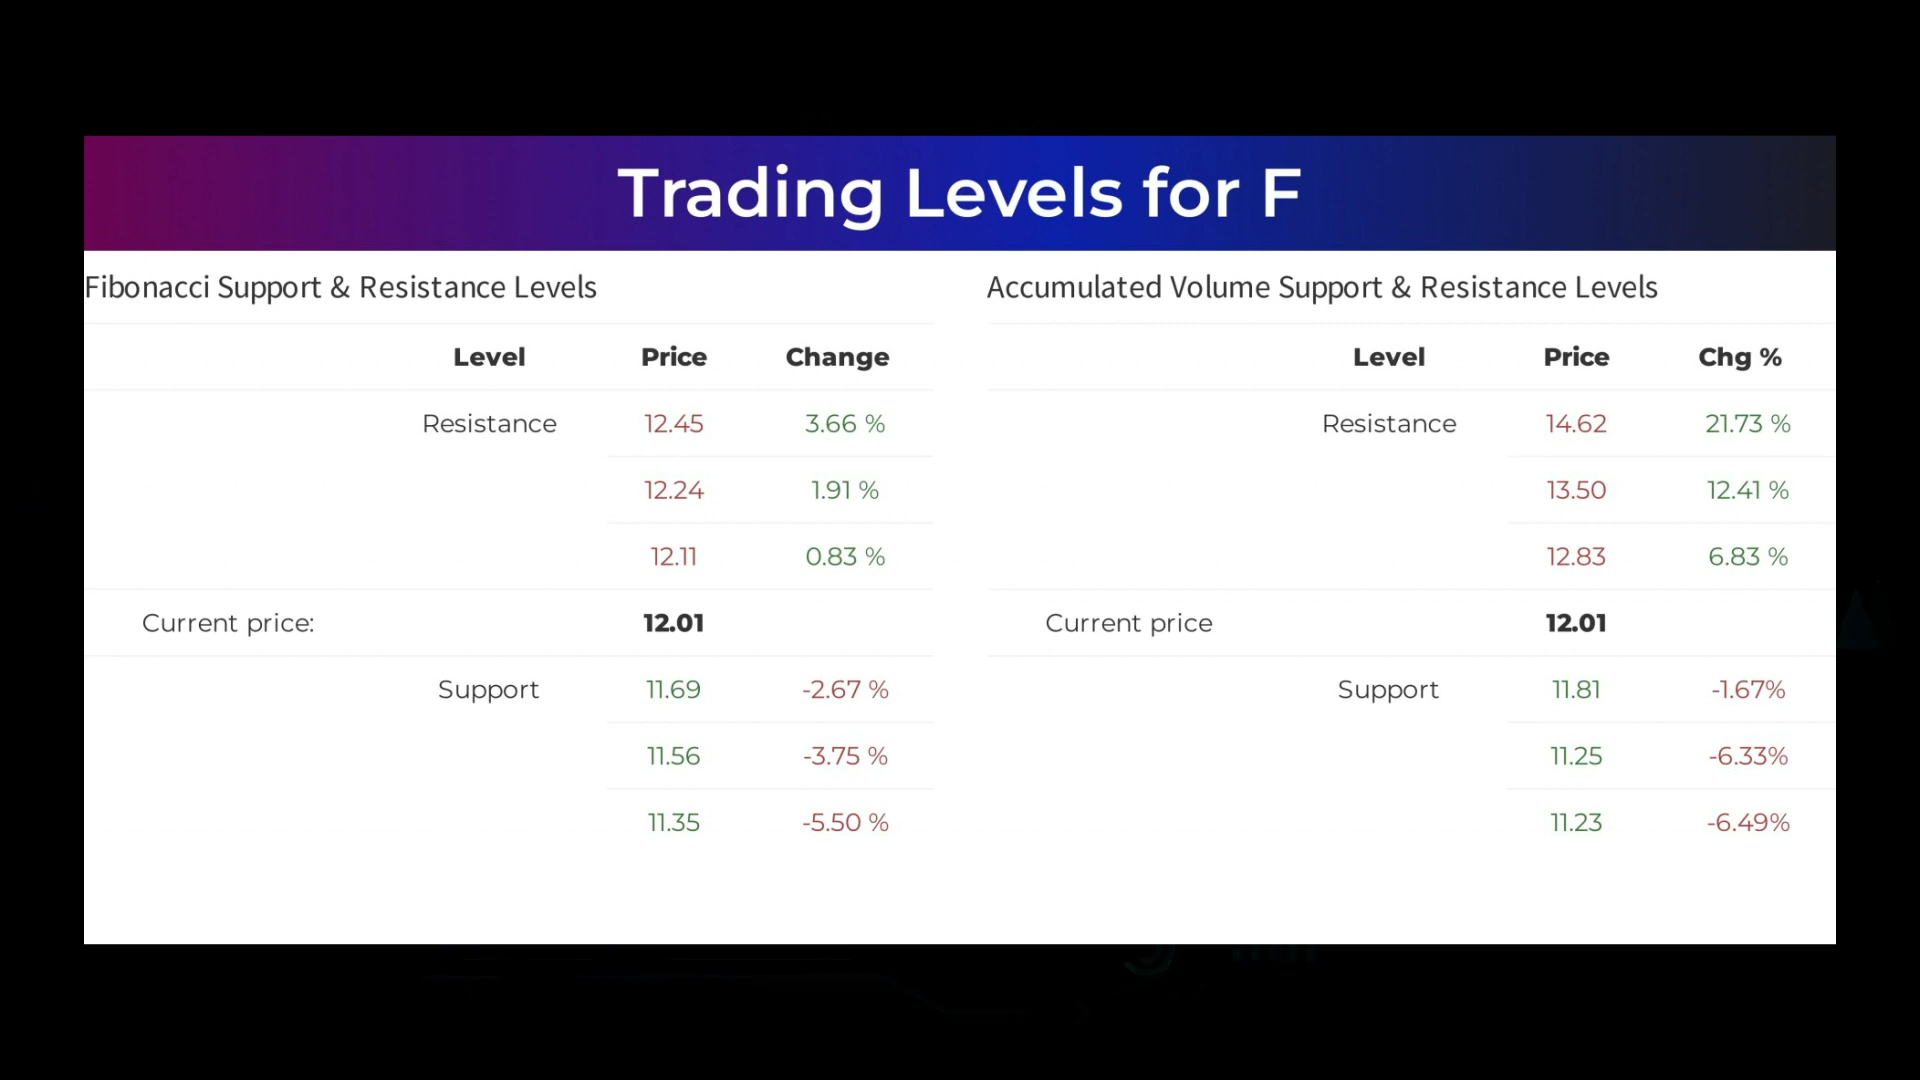 Trading Levels for F
Fibonacci Support & Resistance Levels
Level Price Change
Resistance 12.45 3.66 %
12.24 1.91 %
12.11 0.83 %
Current price: 12.01
Support 11.69 -2.67 %
11.56 -3.75 %
11.35 -5.50 %
Accumulated Volume Support & Resistance Levels
Level Price Chg %
Resistance 14.62 21.73 %
13.50 12.41 %
12.83 6.83 %
Current price 12.01
Support 11.81 -1.67%
11.25 -6.33%
11.23 -6.49%